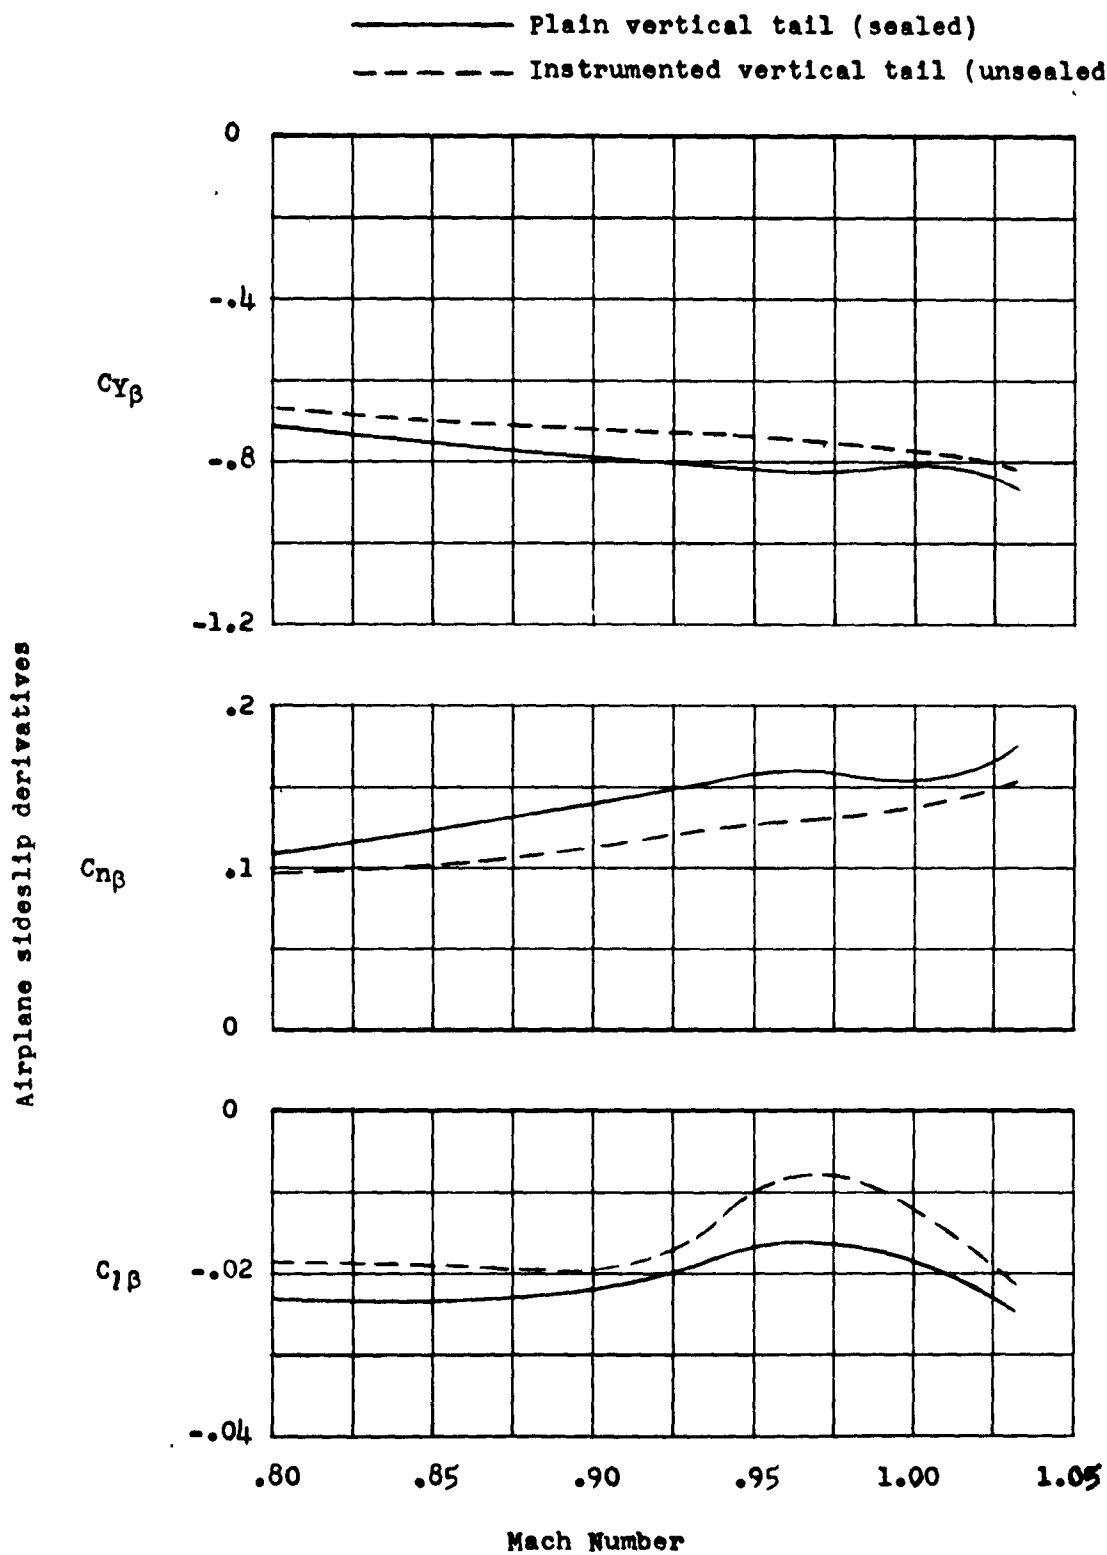 Plain vertical tail (sealed)
Instrumented vertical tail (unsealed
0
-.4
CYβ
-.8
-1.2
Airplane sideslip derivatives
.2
Cnβ
.1
0
0
Clβ
-.02
-.04
.80 .85 .90 .95 1.00 1.05
Mach Number